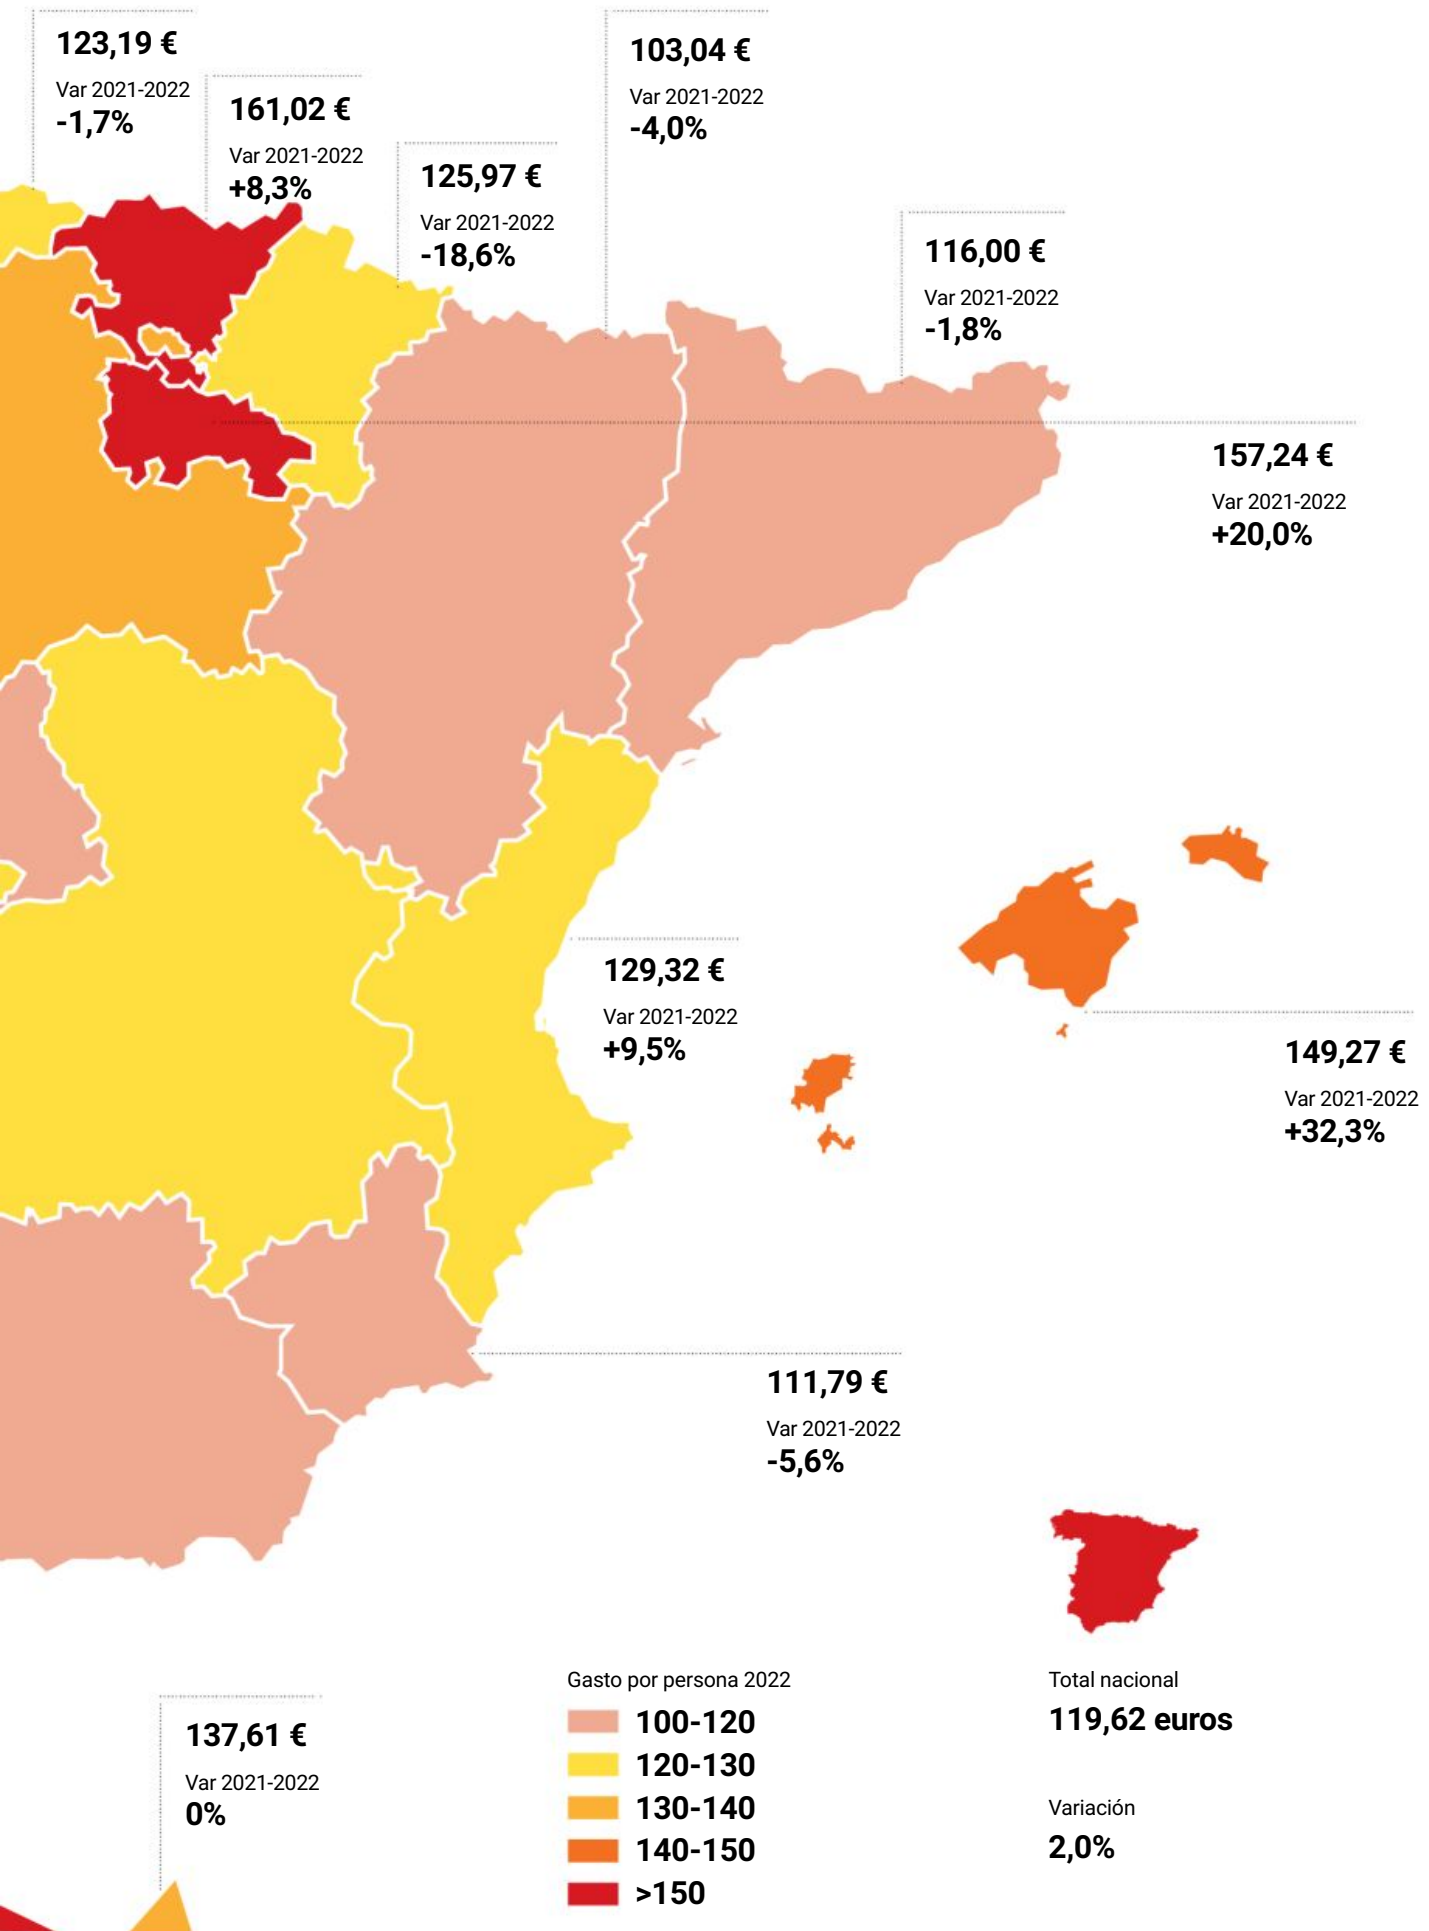 123,19 €
Var 2021-2022
-1,7%
161,02 €
Var 2021-2022
+8,3%
125,97 €
Var 2021-2022
-18,6%
103,04 €
Var 2021-2022
-4,0%
116,00 €
Var 2021-2022
-1,8%
157,24 €
Var 2021-2022
+20,0%
129,32 €
Var 2021-2022
+9,5%
149,27 €
Var 2021-2022
+32,3%
111,79 €
Var 2021-2022
-5,6%
137,61 €
Var 2021-2022
0%
Gasto por persona 2022
100-120
120-130
130-140
140-150
>150
Total nacional
119,62 euros
Variación
2,0%